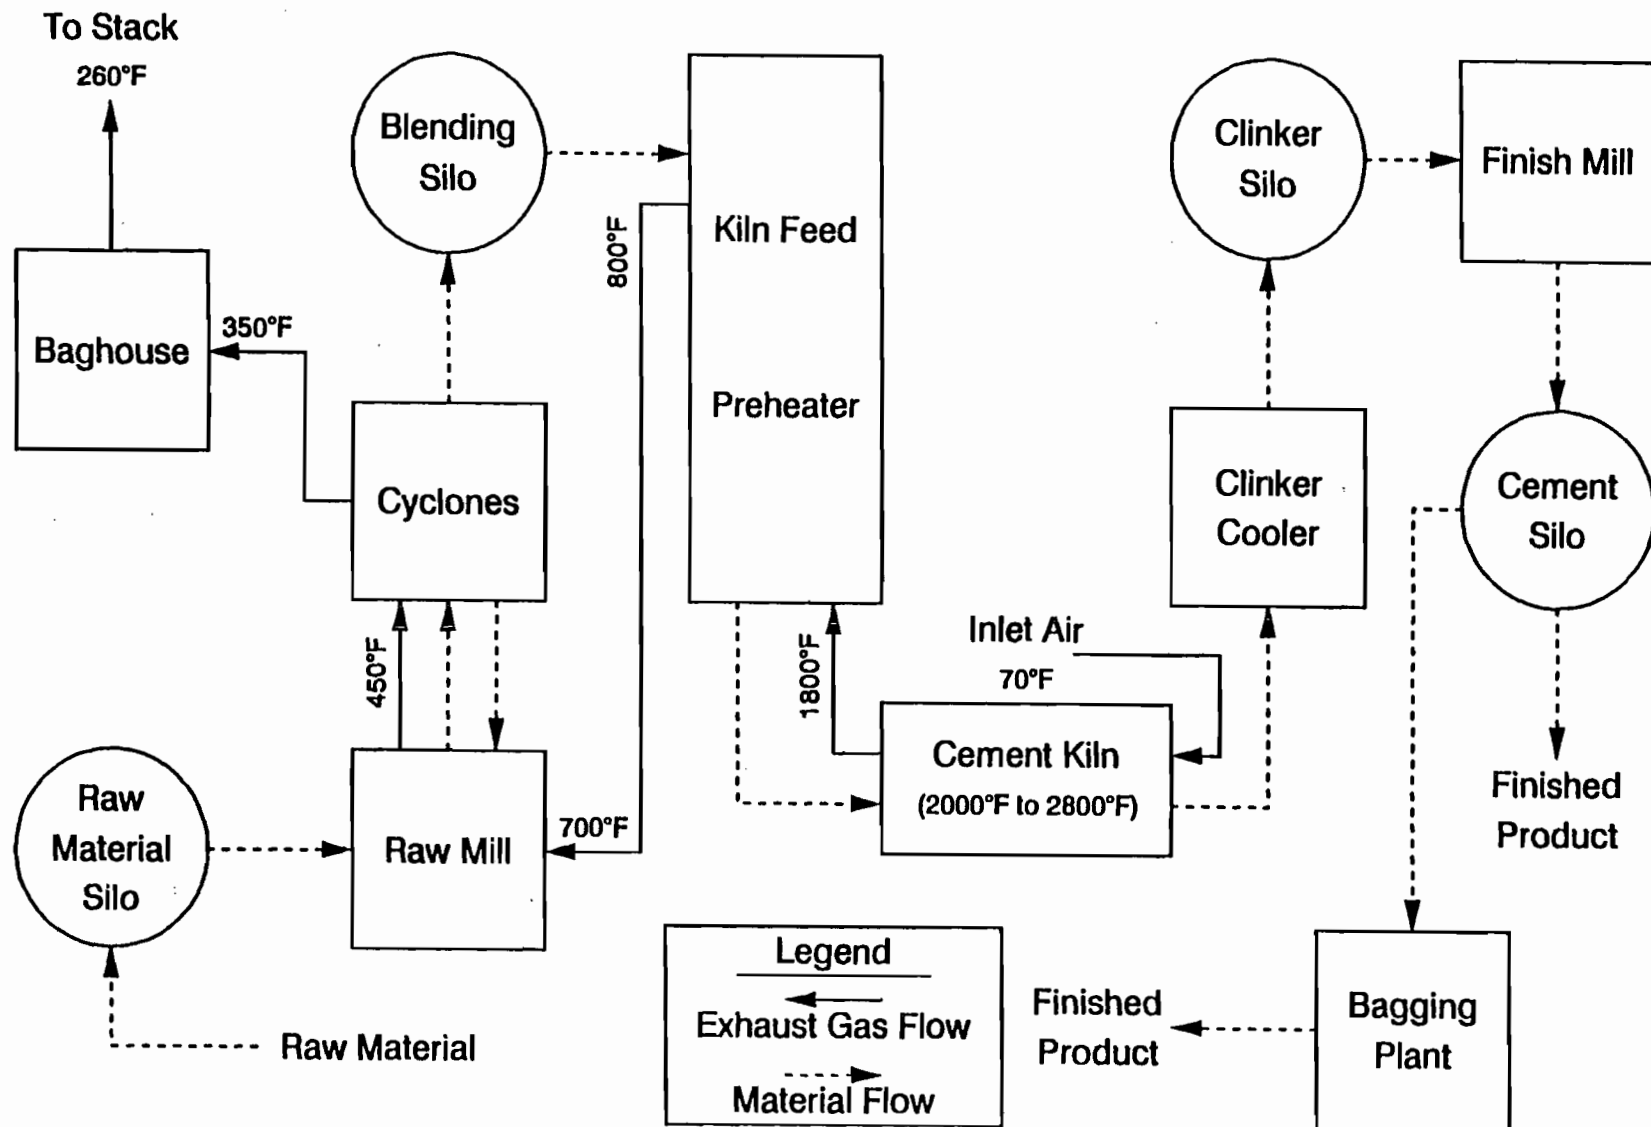 To Stack
260°F
Blending
Silo
Kiln Feed
Preheater
Clinker
Silo
Finish Mill
800°F
Baghouse
350°F
Cyclones
Clinker
Cooler
Cement
Silo
450°F
1800°F
Inlet Air
70°F
Cement Kiln
(2000°F to 2800°F)
Raw
Material
Silo
Raw Mill
700°F
Finished
Product
Legend
Exhaust Gas Flow
Material Flow
Finished
Product
Bagging
Plant
Raw Material